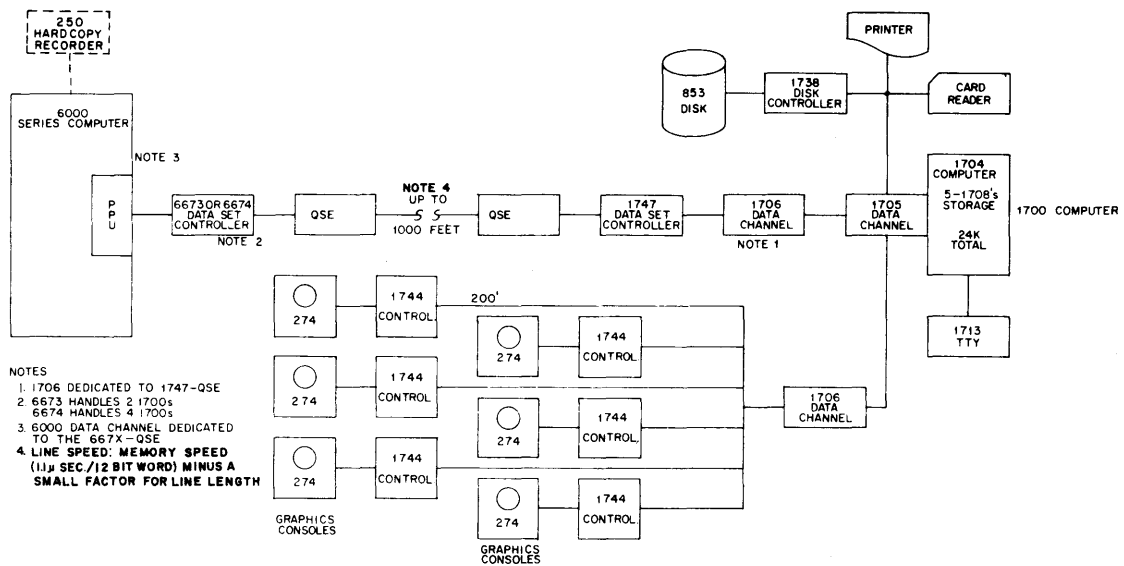 250
HARDCOPY
RECORDER
6000
SERIES COMPUTER
NOTE 3
P
P
U
6673 OR 6674
DATA SET
CONTROLLER
NOTE 2
QSE
NOTE 4
UP TO
1000 FEET
QSE
1747
DATA SET
CONTROLLER
1706
DATA
CHANNEL
NOTE 1
1705
DATA
CHANNEL
PRINTER
853
DISK
1738
DISK
CONTROLLER
CARD
READER
1704
COMPUTER
5-1708's
STORAGE
24K
TOTAL
1700 COMPUTER
1713
TTY
274
1744
CONTROL.
200'
274
1744
CONTROL.
274
1744
CONTROL.
274
1744
CONTROL.
274
1744
CONTROL.
274
1744
CONTROL.
1706
DATA
CHANNEL
GRAPHICS
CONSOLES
GRAPHICS
CONSOLES
NOTES
1. 1706 DEDICATED TO 1747-QSE
2. 6673 HANDLES 2 1700s
6674 HANDLES 4 1700s
3. 6000 DATA CHANNEL DEDICATED
TO THE 667X-QSE
4. LINE SPEED: MEMORY SPEED
(1.1μ SEC./12 BIT WORD) MINUS A
SMALL FACTOR FOR LINE LENGTH